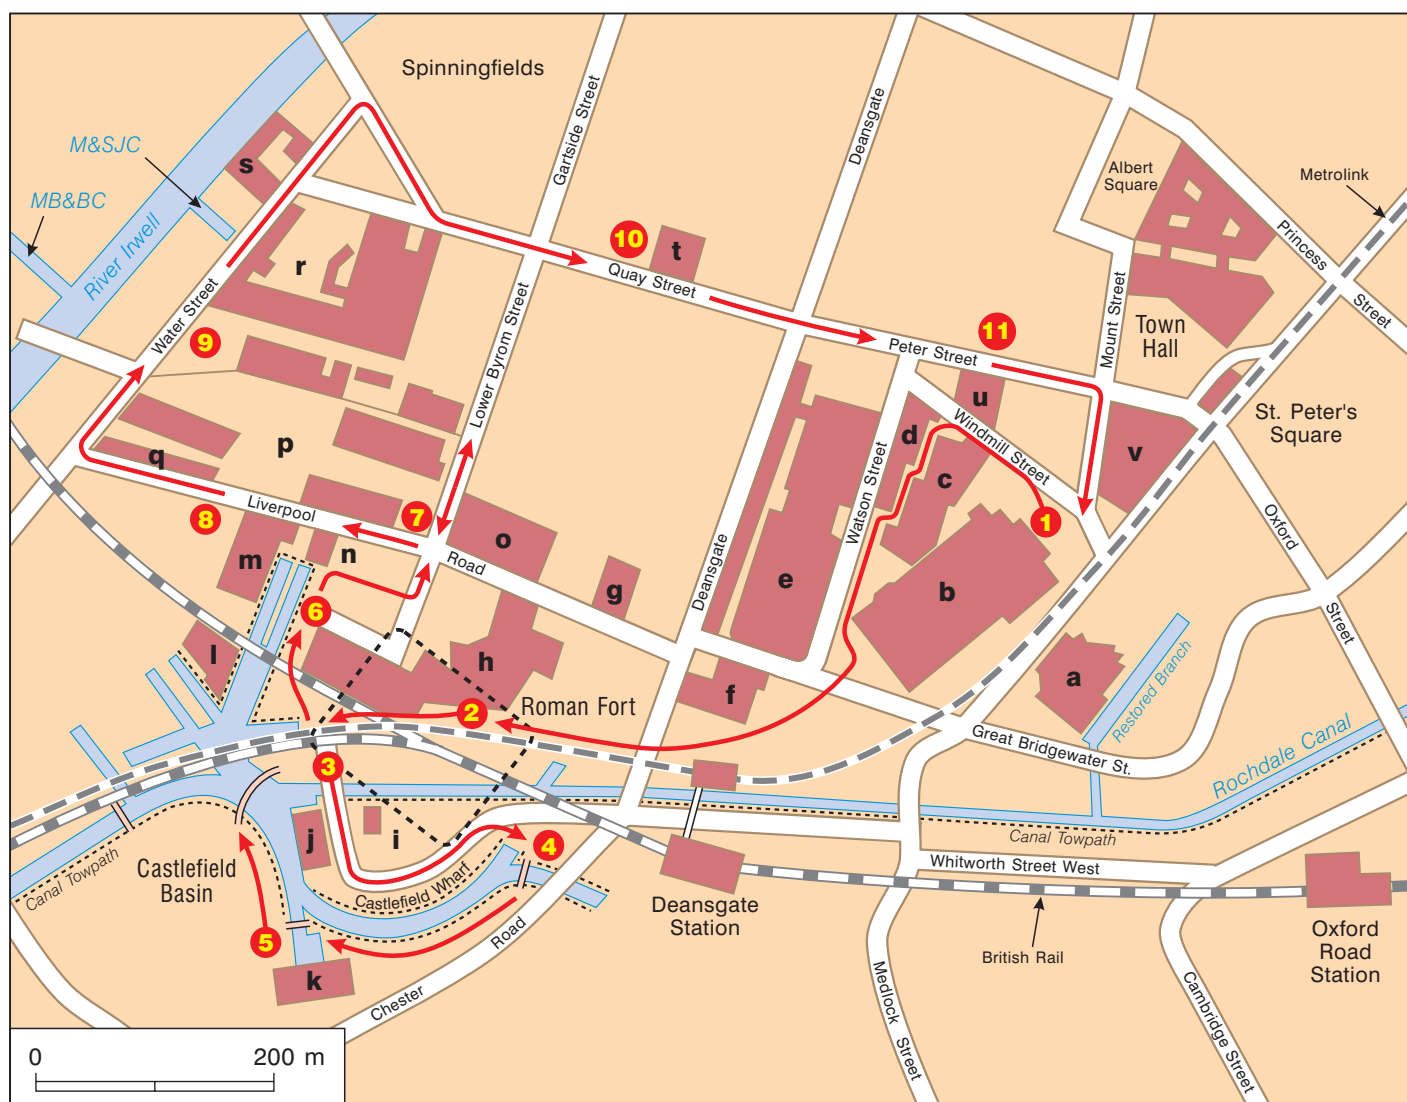 Spinningfields
M&SJC
MB&BC
River Irwell
Water Street
Gartside Street
Deansgate
Albert
Square
Metrolink
Princess
Street
Mount Street
Town
Hall
St. Peter's
Square
Quay Street
Peter Street
Lower Byrom Street
Windmill Street
Watson Street
Deansgate
Oxford
Street
Liverpool
Road
Roman Fort
Restored Branch
Great Bridgewater St.
Rochdale Canal
Canal Towpath
Whitworth Street West
Canal Towpath
Castlefield
Basin
Castlefield Wharf
Deansgate
Station
Chester
Road
British Rail
Medlock
Street
Cambridge Street
Oxford
Road
Station
s
r
t
u
v
d
c
q
p
e
b
m
n
o
g
l
h
f
a
j
i
k
1
2
3
4
5
6
7
8
9
10
11
0
200 m